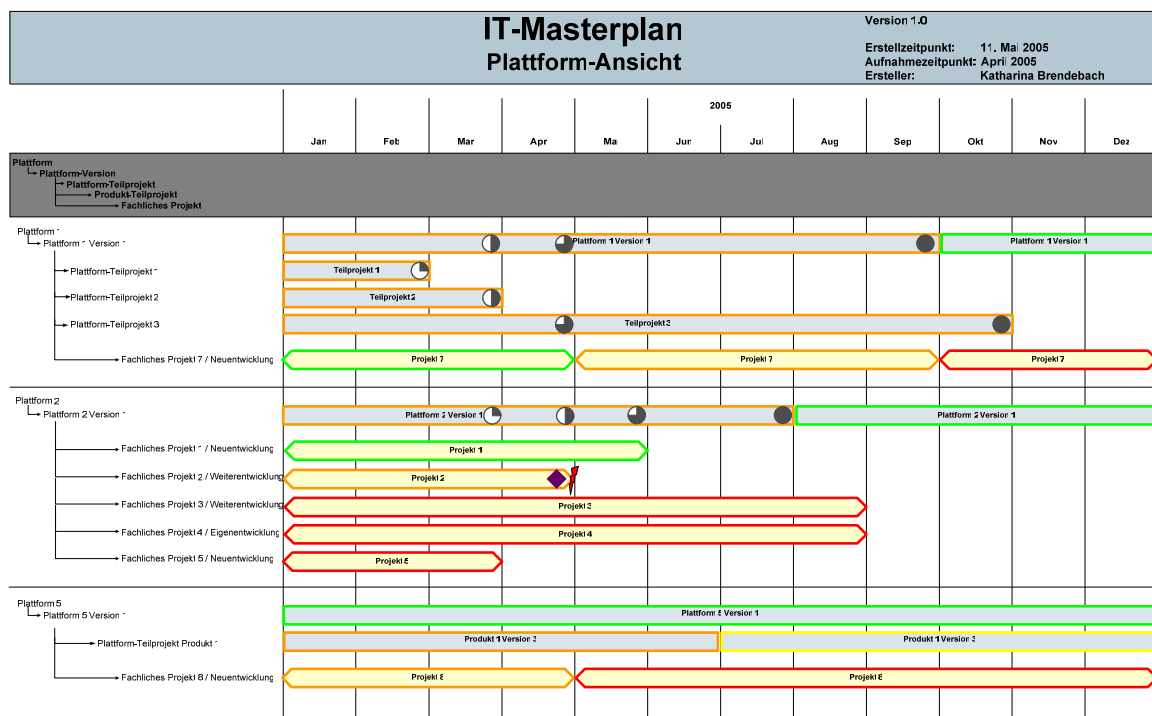 IT-Masterplan
Plattform-Ansicht
Version 1.0
Erstellzeitpunkt: 11. Mai 2005
Aufnahmezeitpunkt: April 2005
Ersteller: Katharina Brendebach
2005
Jan Feb Mar Apr Mai Jun Jul Aug Sep Okt Nov Dez
Plattform
Plattform-Version
Plattform-Teilprojekt
Produkt-Teilprojekt
Fachliches Projekt
Plattform 1
Plattform 1 Version 1 Plattform 1 Version 1 Plattform 1 Version 1
Plattform-Teilprojekt 1 Teilprojekt 1
Plattform-Teilprojekt 2 Teilprojekt 2
Plattform-Teilprojekt 3 Teilprojekt 3
Fachliches Projekt 7 / Neuentwicklung Projekt 7 Projekt 7 Projekt 7
Plattform 2
Plattform 2 Version 1 Plattform 2 Version 1 Plattform 2 Version 1
Fachliches Projekt 1 / Neuentwicklung Projekt 1
Fachliches Projekt 2 / Weiterentwicklung Projekt 2
Fachliches Projekt 3 / Weiterentwicklung Projekt 3
Fachliches Projekt 4 / Eigenentwicklung Projekt 4
Fachliches Projekt 5 / Neuentwicklung Projekt 5
Plattform 5
Plattform 5 Version 1 Plattform 5 Version 1
Plattform-Teilprojekt Produkt 1 Produkt 1 Version 3 Produkt 1 Version 3
Fachliches Projekt 8 / Neuentwicklung Projekt 8 Projekt 8